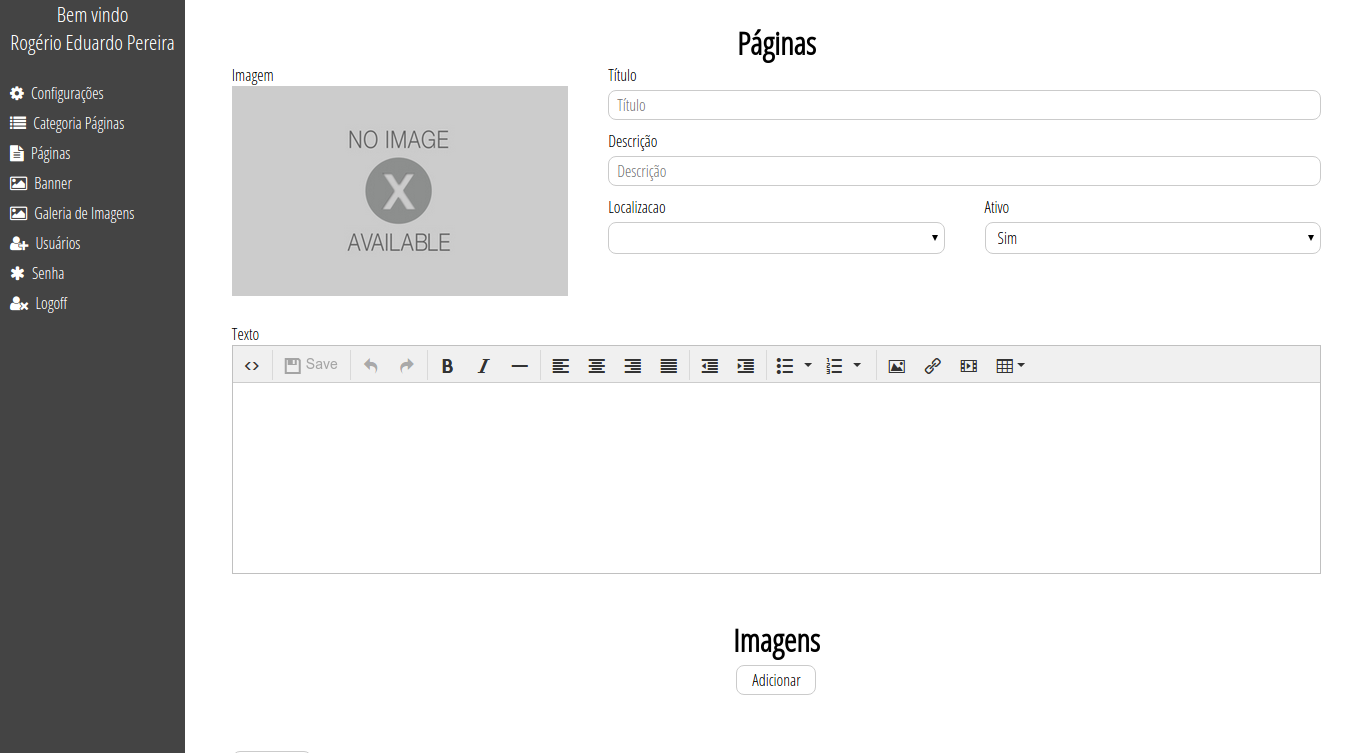 Bem vindo
Rogério Eduardo Pereira
Configurações
Categoria Páginas
Páginas
Banner
Galeria de Imagens
Usuários
Senha
Logoff
Páginas
Imagem
NO IMAGE
X
AVAILABLE
Título
Título
Descrição
Descrição
Localizacao
Ativo
Sim
Texto
Save
B I
Imagens
Adicionar